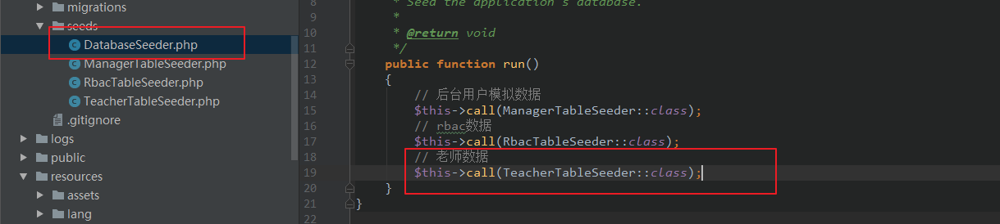 migrations
seeds
DatabaseSeeder.php
ManagerTableSeeder.php
RbacTableSeeder.php
TeacherTableSeeder.php
.gitignore
logs
public
resources
assets
lang
8 * Seed the application's database.
9 *
10 * @return void
11 */
12 public function run()
13 {
14 // 后台用户模拟数据
15 $this->call(ManagerTableSeeder::class);
16 // rbac数据
17 $this->call(RbacTableSeeder::class);
18 // 老师数据
19 $this->call(TeacherTableSeeder::class);
20 }
21 }
22